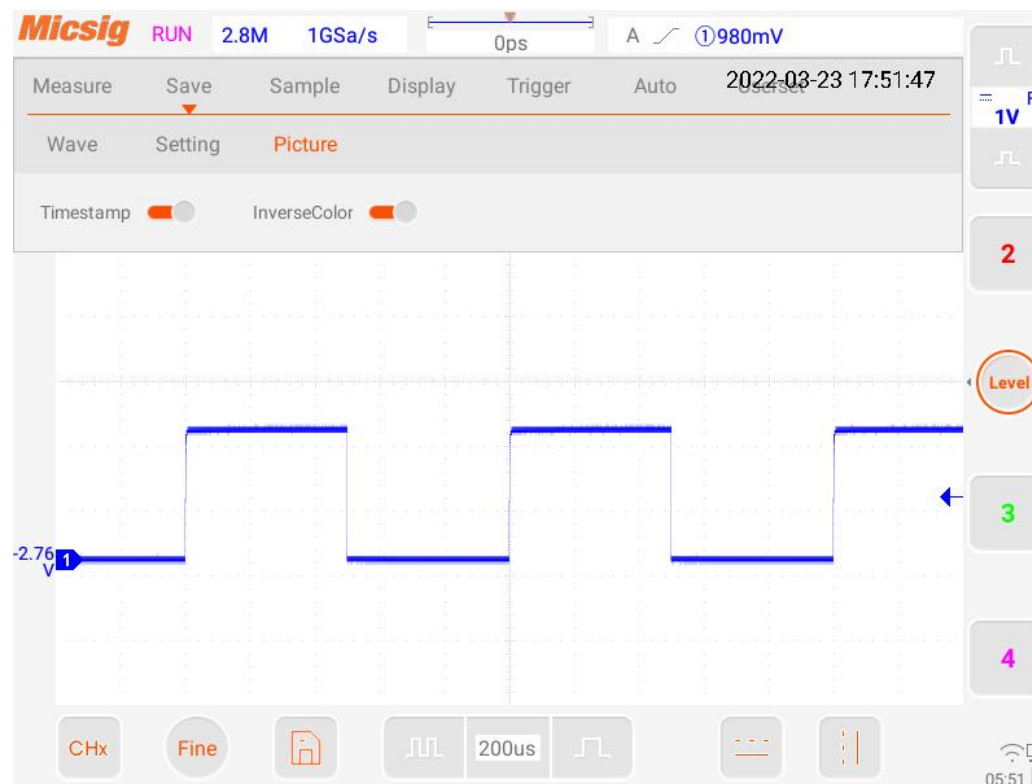 Micsig RUN 2.8M 1GSa/s 0ps A ①980mV
Measure Save Sample Display Trigger Auto 2022-03-23 17:51:47
Wave Setting Picture
1V
Timestamp InverseColor
2
Level
3
-2.76 V 1
4
CHx Fine 200us
05:51